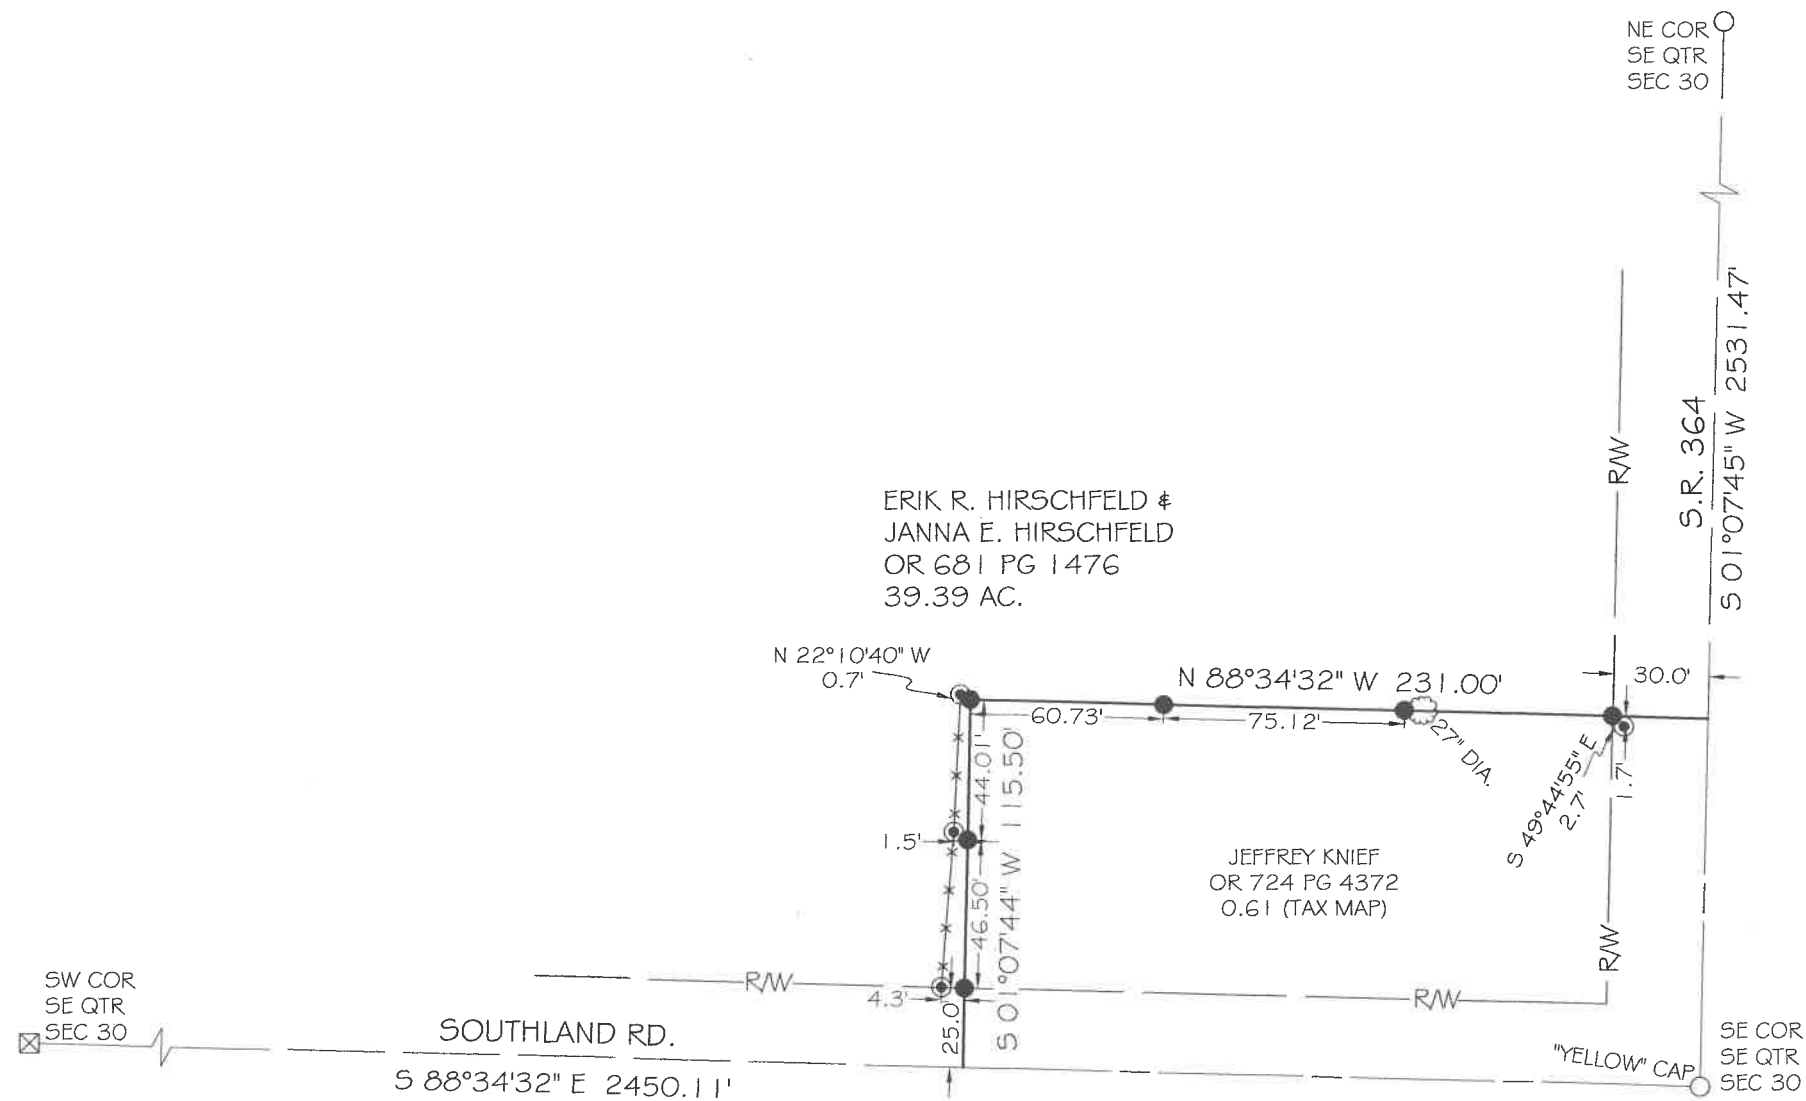 NE COR
SE QTR
SEC 30
S.R. 364
S 01°07'45" W 2531.47'
R/W
ERIK R. HIRSCHFELD &
JANNA E. HIRSCHFELD
OR 681 PG 1476
39.39 AC.
N 22°10'40" W
0.7'
N 88°34'32" W 231.00'
30.0'
60.73'
75.12'
27" DIA.
S 49°44'55" E
2.7'
1.7'
44.01'
S 01°07'44" W 115.50'
1.5'
46.50'
JEFFREY KNIEF
OR 724 PG 4372
0.61 (TAX MAP)
R/W
SW COR
SE QTR
SEC 30
R/W
4.3'
25.0'
R/W
SOUTHLAND RD.
S 88°34'32" E 2450.11'
"YELLOW" CAP
SE COR
SE QTR
SEC 30